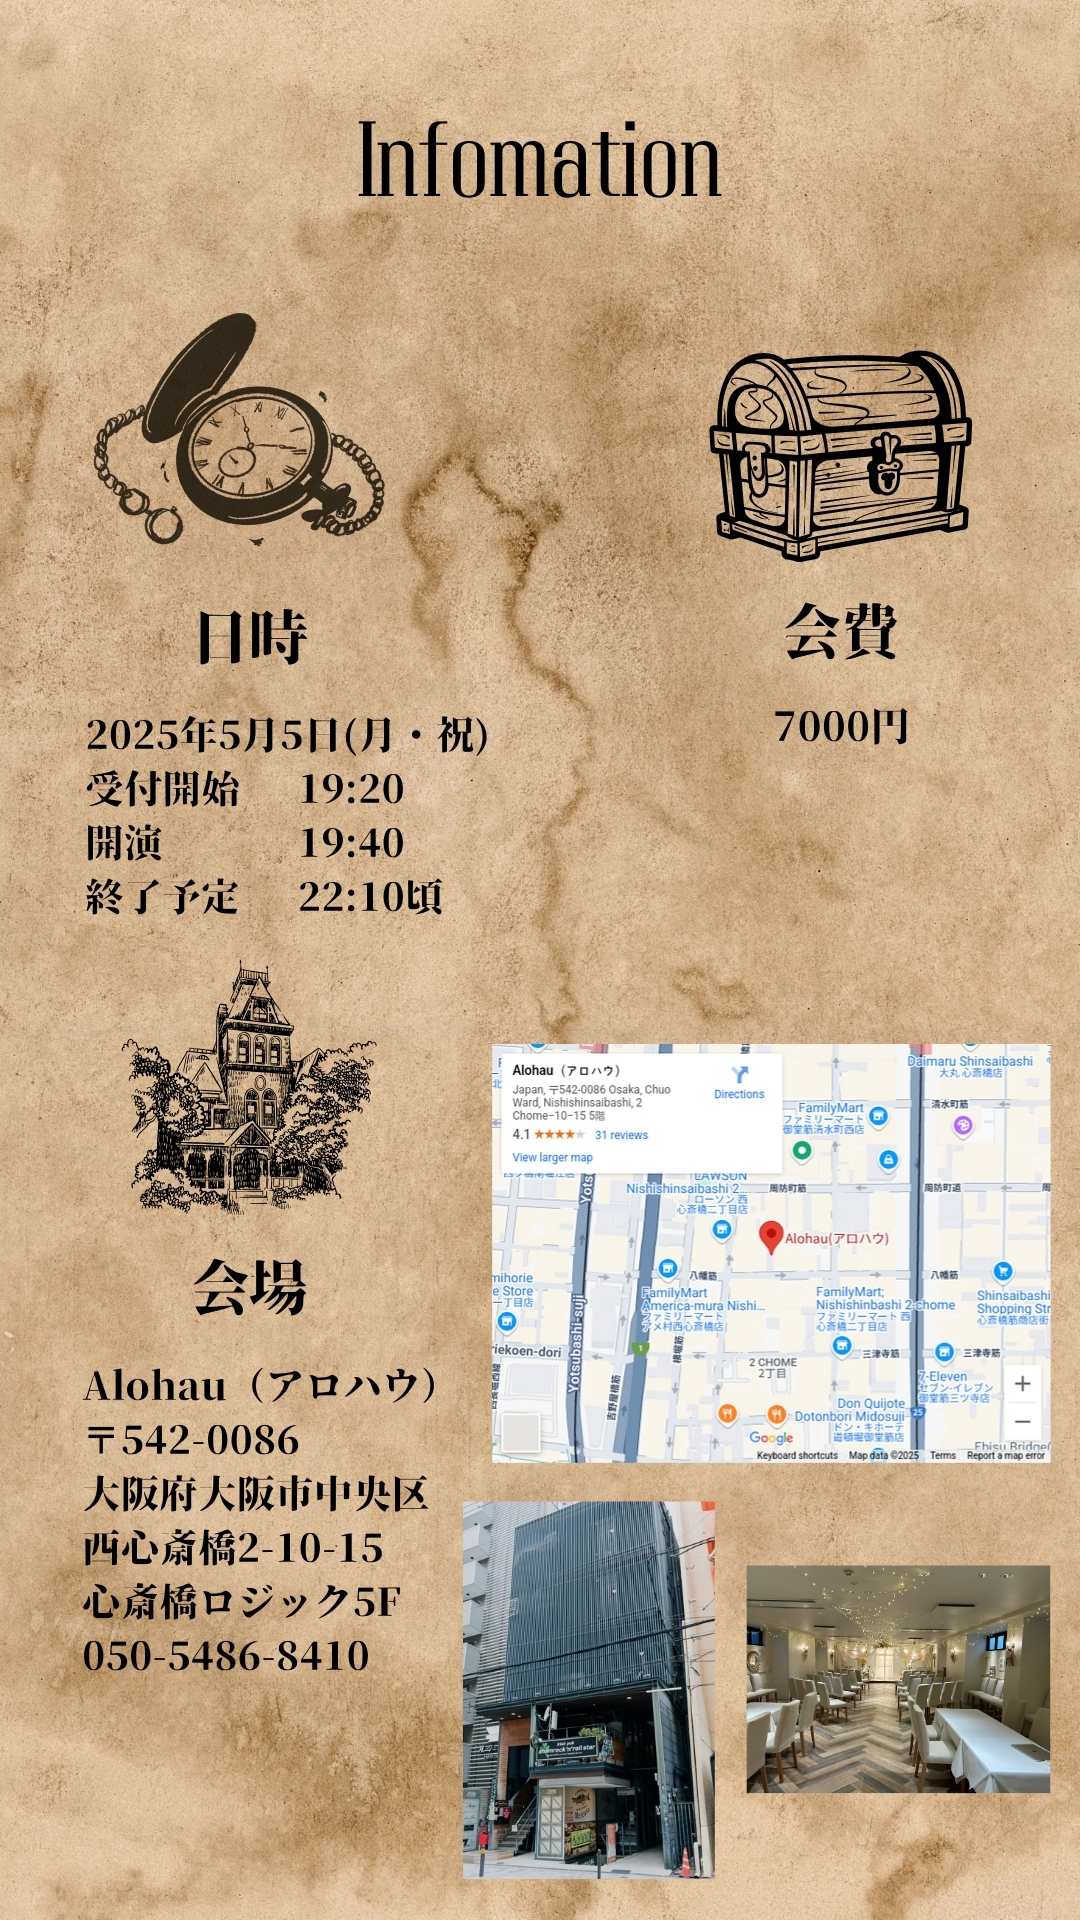 Infomation
日時
2025年5月5日(月・祝)
受付開始 19:20
開演 19:40
終了予定 22:10頃
会費
7000円
会場
Alohau（アロハウ）
〒542-0086
大阪府大阪市中央区
西心斎橋2-10-15
心斎橋ロジック5F
050-5486-8410
Alohau（アロハウ）
Japan, 〒542-0086 Osaka, Chuo
Ward, Nishishinsaibashi, 2
Chome−10−15 5階
4.1
31 reviews
View larger map
Directions
Daimaru Shinsaibashi
大丸 心斎橋店
FamilyMart
ファミリーマート
御堂筋清水町西店
清水町筋
LAWSON
Nishishinsaibashi 2...
ローソン 西
心斎橋二丁目店
周防町筋
周防町道
Alohau(アロハウ)
八幡筋
八幡筋
FamilyMart
America-mura Nishi...
ファミリーマート
アメ村西心斎橋店
FamilyMart;
Nishishinbashi 2-chome
ファミリーマート 西
心斎橋二丁目店
Shinsaibashi
Shopping Str
心斎橋筋商店街
mihorie
e Store
一丁目店
riekoen-dori
Yotsubashi-suji
2 CHOME
2丁目
三津寺筋
三津寺筋
7-Eleven
セブン-イレブン
御堂筋三ツ寺店
Don Quijote
Dotonbori Midosuji
ドン・キホーテ
道頓堀御堂筋店
1
25
Ebisu Bridge(
Google
Keyboard shortcuts
Map data ©2025
Terms
Report a map error
shamrock'n'roll star